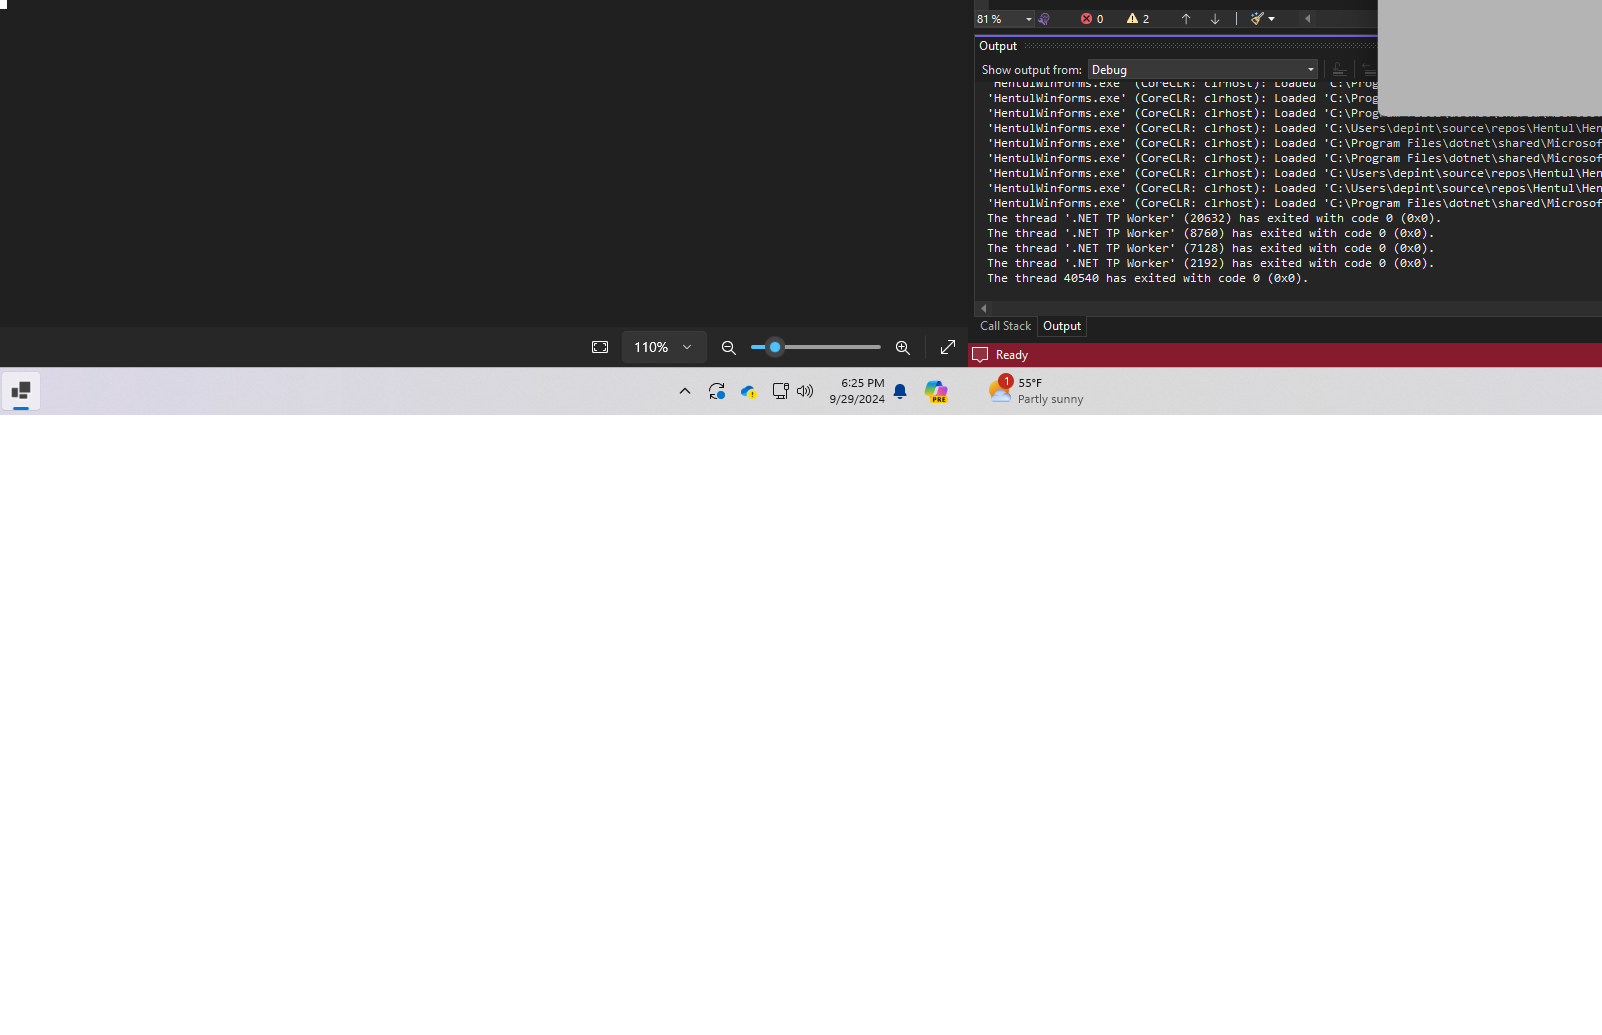 81 %
0
2
Output
Show output from:
Debug
'HentulWinforms.exe' (CoreCLR: clrhost): Loaded 'C:\Prog
'HentulWinforms.exe' (CoreCLR: clrhost): Loaded 'C:\Prog
'HentulWinforms.exe' (CoreCLR: clrhost): Loaded 'C:\Prog
'HentulWinforms.exe' (CoreCLR: clrhost): Loaded 'C:\Users\depint\source\repos\Hentul\Hen
'HentulWinforms.exe' (CoreCLR: clrhost): Loaded 'C:\Program Files\dotnet\shared\Microsof
'HentulWinforms.exe' (CoreCLR: clrhost): Loaded 'C:\Program Files\dotnet\shared\Microsof
'HentulWinforms.exe' (CoreCLR: clrhost): Loaded 'C:\Users\depint\source\repos\Hentul\Hen
'HentulWinforms.exe' (CoreCLR: clrhost): Loaded 'C:\Users\depint\source\repos\Hentul\Hen
'HentulWinforms.exe' (CoreCLR: clrhost): Loaded 'C:\Program Files\dotnet\shared\Microsof
The thread '.NET TP Worker' (20632) has exited with code 0 (0x0).
The thread '.NET TP Worker' (8760) has exited with code 0 (0x0).
The thread '.NET TP Worker' (7128) has exited with code 0 (0x0).
The thread '.NET TP Worker' (2192) has exited with code 0 (0x0).
The thread 40540 has exited with code 0 (0x0).
Call Stack
Output
110%
Ready
6:25 PM
9/29/2024
PRE
1
55°F
Partly sunny